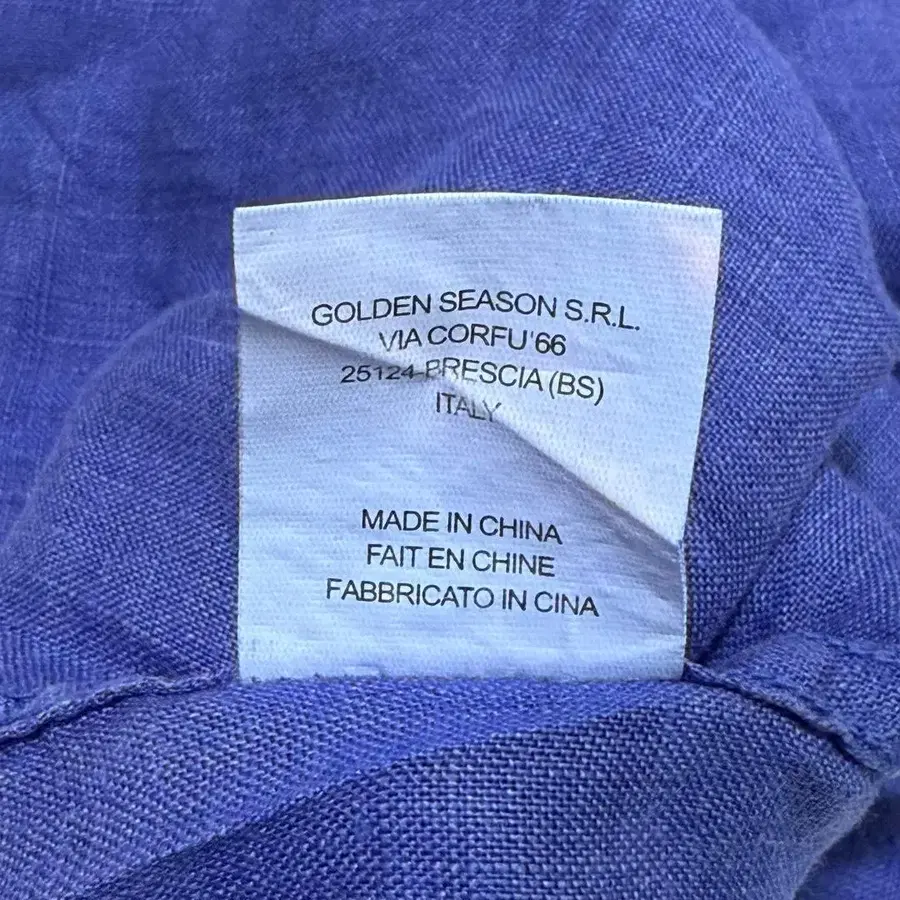 GOLDEN SEASON S.R.L.
VIA CORFU'66
25124-BRESCIA (BS)
ITALY
MADE IN CHINA
FAIT EN CHINE
FABBRICATO IN CINA